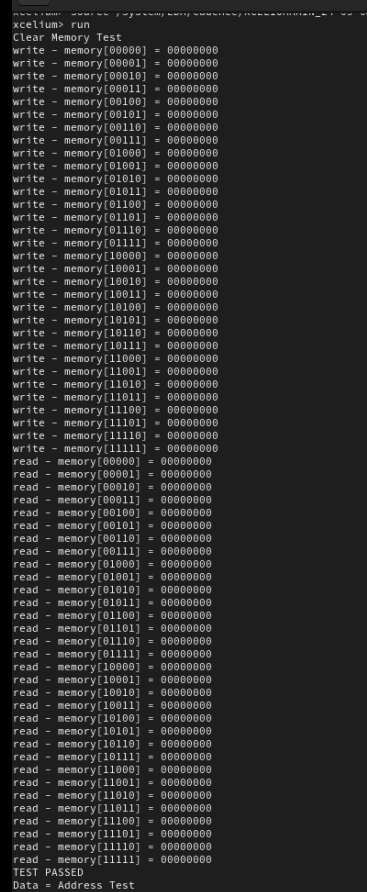 xcelium> run
Clear Memory Test
write - memory[00000] = 00000000
write - memory[00001] = 00000000
write - memory[00010] = 00000000
write - memory[00011] = 00000000
write - memory[00100] = 00000000
write - memory[00101] = 00000000
write - memory[00110] = 00000000
write - memory[00111] = 00000000
write - memory[01000] = 00000000
write - memory[01001] = 00000000
write - memory[01010] = 00000000
write - memory[01011] = 00000000
write - memory[01100] = 00000000
write - memory[01101] = 00000000
write - memory[01110] = 00000000
write - memory[01111] = 00000000
write - memory[10000] = 00000000
write - memory[10001] = 00000000
write - memory[10010] = 00000000
write - memory[10011] = 00000000
write - memory[10100] = 00000000
write - memory[10101] = 00000000
write - memory[10110] = 00000000
write - memory[10111] = 00000000
write - memory[11000] = 00000000
write - memory[11001] = 00000000
write - memory[11010] = 00000000
write - memory[11011] = 00000000
write - memory[11100] = 00000000
write - memory[11101] = 00000000
write - memory[11110] = 00000000
write - memory[11111] = 00000000
read - memory[00000] = 00000000
read - memory[00001] = 00000000
read - memory[00010] = 00000000
read - memory[00011] = 00000000
read - memory[00100] = 00000000
read - memory[00101] = 00000000
read - memory[00110] = 00000000
read - memory[00111] = 00000000
read - memory[01000] = 00000000
read - memory[01001] = 00000000
read - memory[01010] = 00000000
read - memory[01011] = 00000000
read - memory[01100] = 00000000
read - memory[01101] = 00000000
read - memory[01110] = 00000000
read - memory[01111] = 00000000
read - memory[10000] = 00000000
read - memory[10001] = 00000000
read - memory[10010] = 00000000
read - memory[10011] = 00000000
read - memory[10100] = 00000000
read - memory[10101] = 00000000
read - memory[10110] = 00000000
read - memory[10111] = 00000000
read - memory[11000] = 00000000
read - memory[11001] = 00000000
read - memory[11010] = 00000000
read - memory[11011] = 00000000
read - memory[11100] = 00000000
read - memory[11101] = 00000000
read - memory[11110] = 00000000
read - memory[11111] = 00000000
TEST PASSED
Data = Address Test